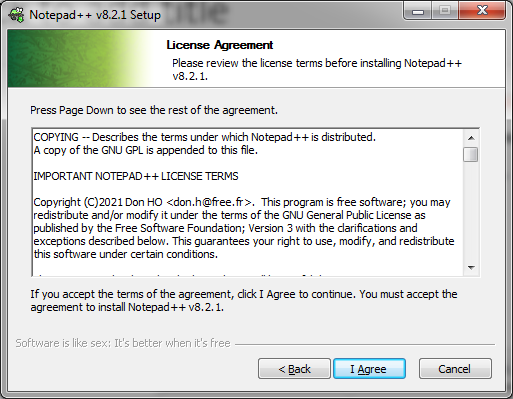 Notepad++ v8.2.1 Setup
License Agreement
Please review the license terms before installing Notepad++
v8.2.1.
Press Page Down to see the rest of the agreement.
COPYING -- Describes the terms under which Notepad++ is distributed.
A copy of the GNU GPL is appended to this file.
IMPORTANT NOTEPAD++ LICENSE TERMS
Copyright (C)2021 Don HO <don.h@free.fr>. This program is free software; you may
redistribute and/or modify it under the terms of the GNU General Public License as
published by the Free Software Foundation; Version 3 with the clarifications and
exceptions described below. This guarantees your right to use, modify, and redistribute
this software under certain conditions.
If you accept the terms of the agreement, click I Agree to continue. You must accept the
agreement to install Notepad++ v8.2.1.
Software is like sex: It's better when it's free
< Back
I Agree
Cancel